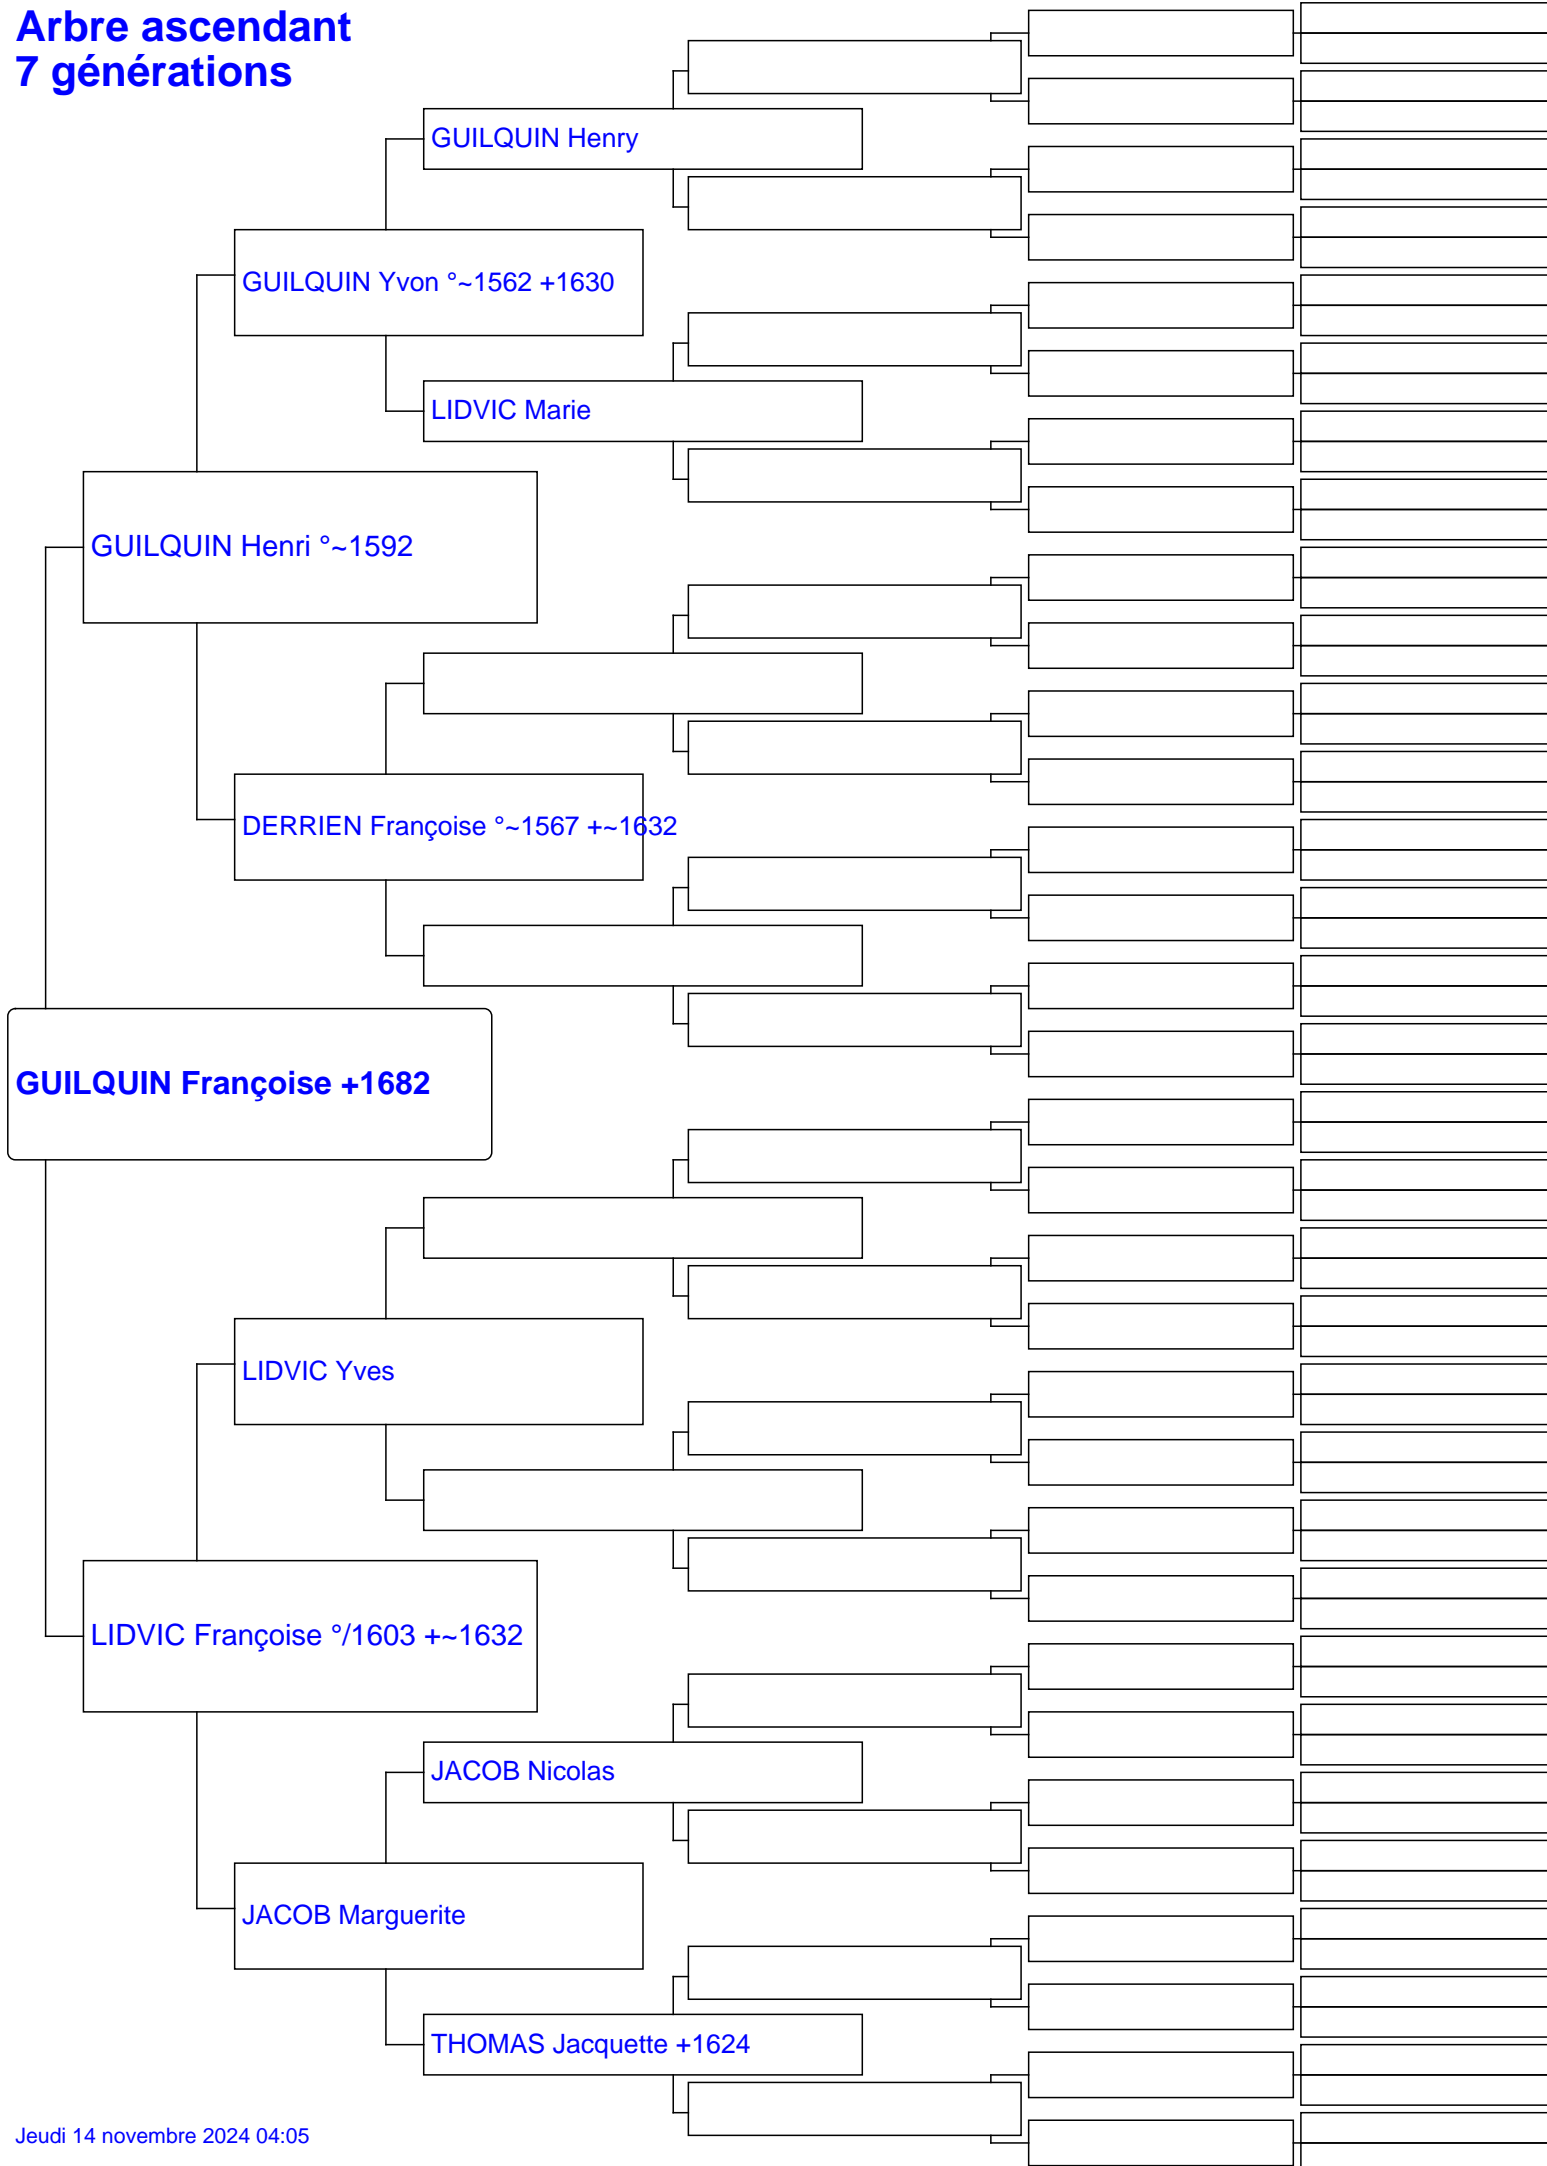 Arbre ascendant
7 générations
GUILQUIN Henry
GUILQUIN Yvon °~1562 +1630
LIDVIC Marie
GUILQUIN Henri °~1592
DERRIEN Françoise °~1567 +~1632
GUILQUIN Françoise +1682
LIDVIC Yves
LIDVIC Françoise °/1603 +~1632
JACOB Nicolas
JACOB Marguerite
THOMAS Jacquette +1624
Jeudi 14 novembre 2024 04:05